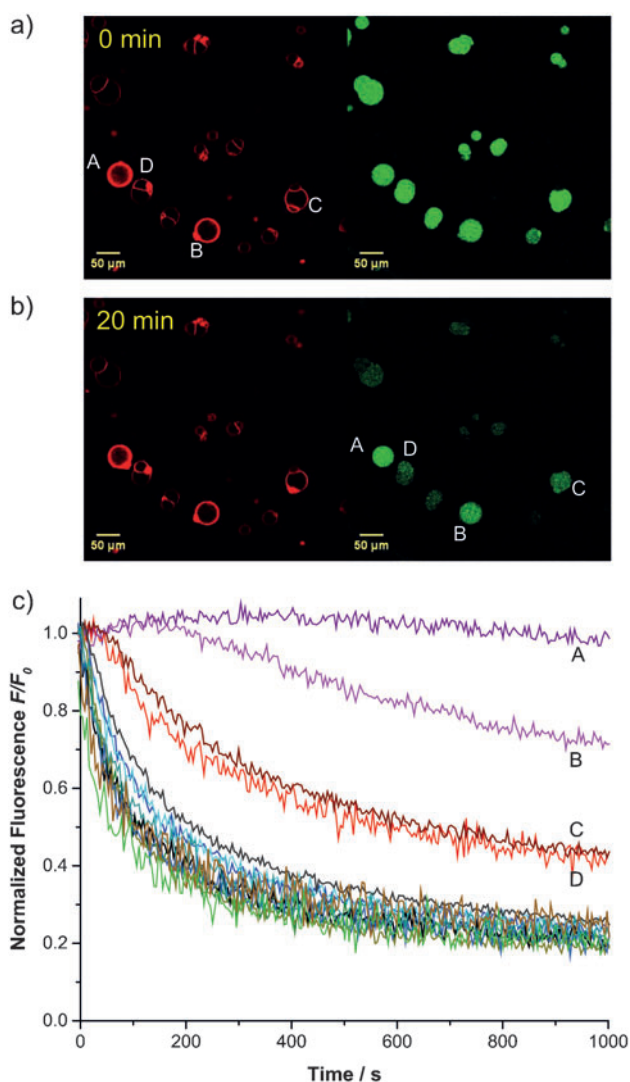 a)
0 min
A
D
C
B
50 µm
50 µm
b)
20 min
A
D
C
B
50 µm
50 µm
c)
Normalized Fluorescence F/F0
1.0
0.8
0.6
0.4
0.2
0.0
A
B
C
D
0
200
400
600
800
1000
Time / s